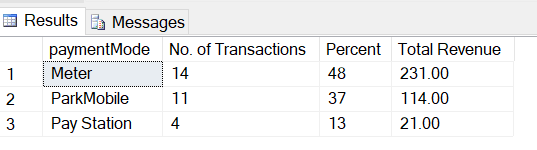 Results Messages
paymentMode No. of Transactions Percent Total Revenue
1 Meter 14 48 231.00
2 ParkMobile 11 37 114.00
3 Pay Station 4 13 21.00